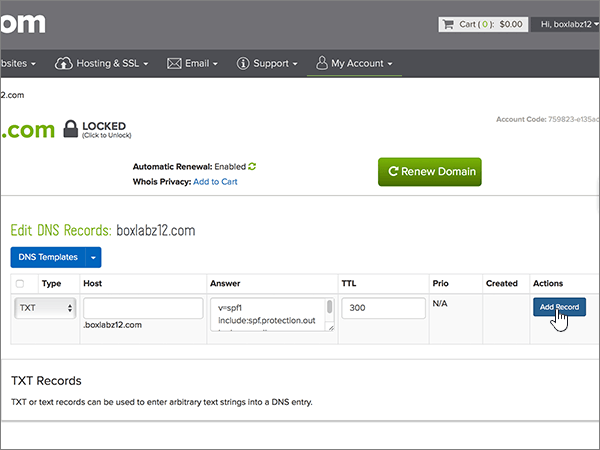 om
Cart ( 0 ): $0.00
Hi, boxlabz12
bsites
Hosting & SSL
Email
Support
My Account
12.com
.com
LOCKED
(Click to Unlock)
Account Code: 759823-e135ac
Automatic Renewal: Enabled
Whois Privacy: Add to Cart
Renew Domain
Edit DNS Records: boxlabz12.com
DNS Templates
Type Host Answer TTL Prio Created Actions
TXT
v=spf1
include:spf.protection.out
300
N/A
Add Record
.boxlabz12.com
TXT Records
TXT or text records can be used to enter arbitrary text strings into a DNS entry.